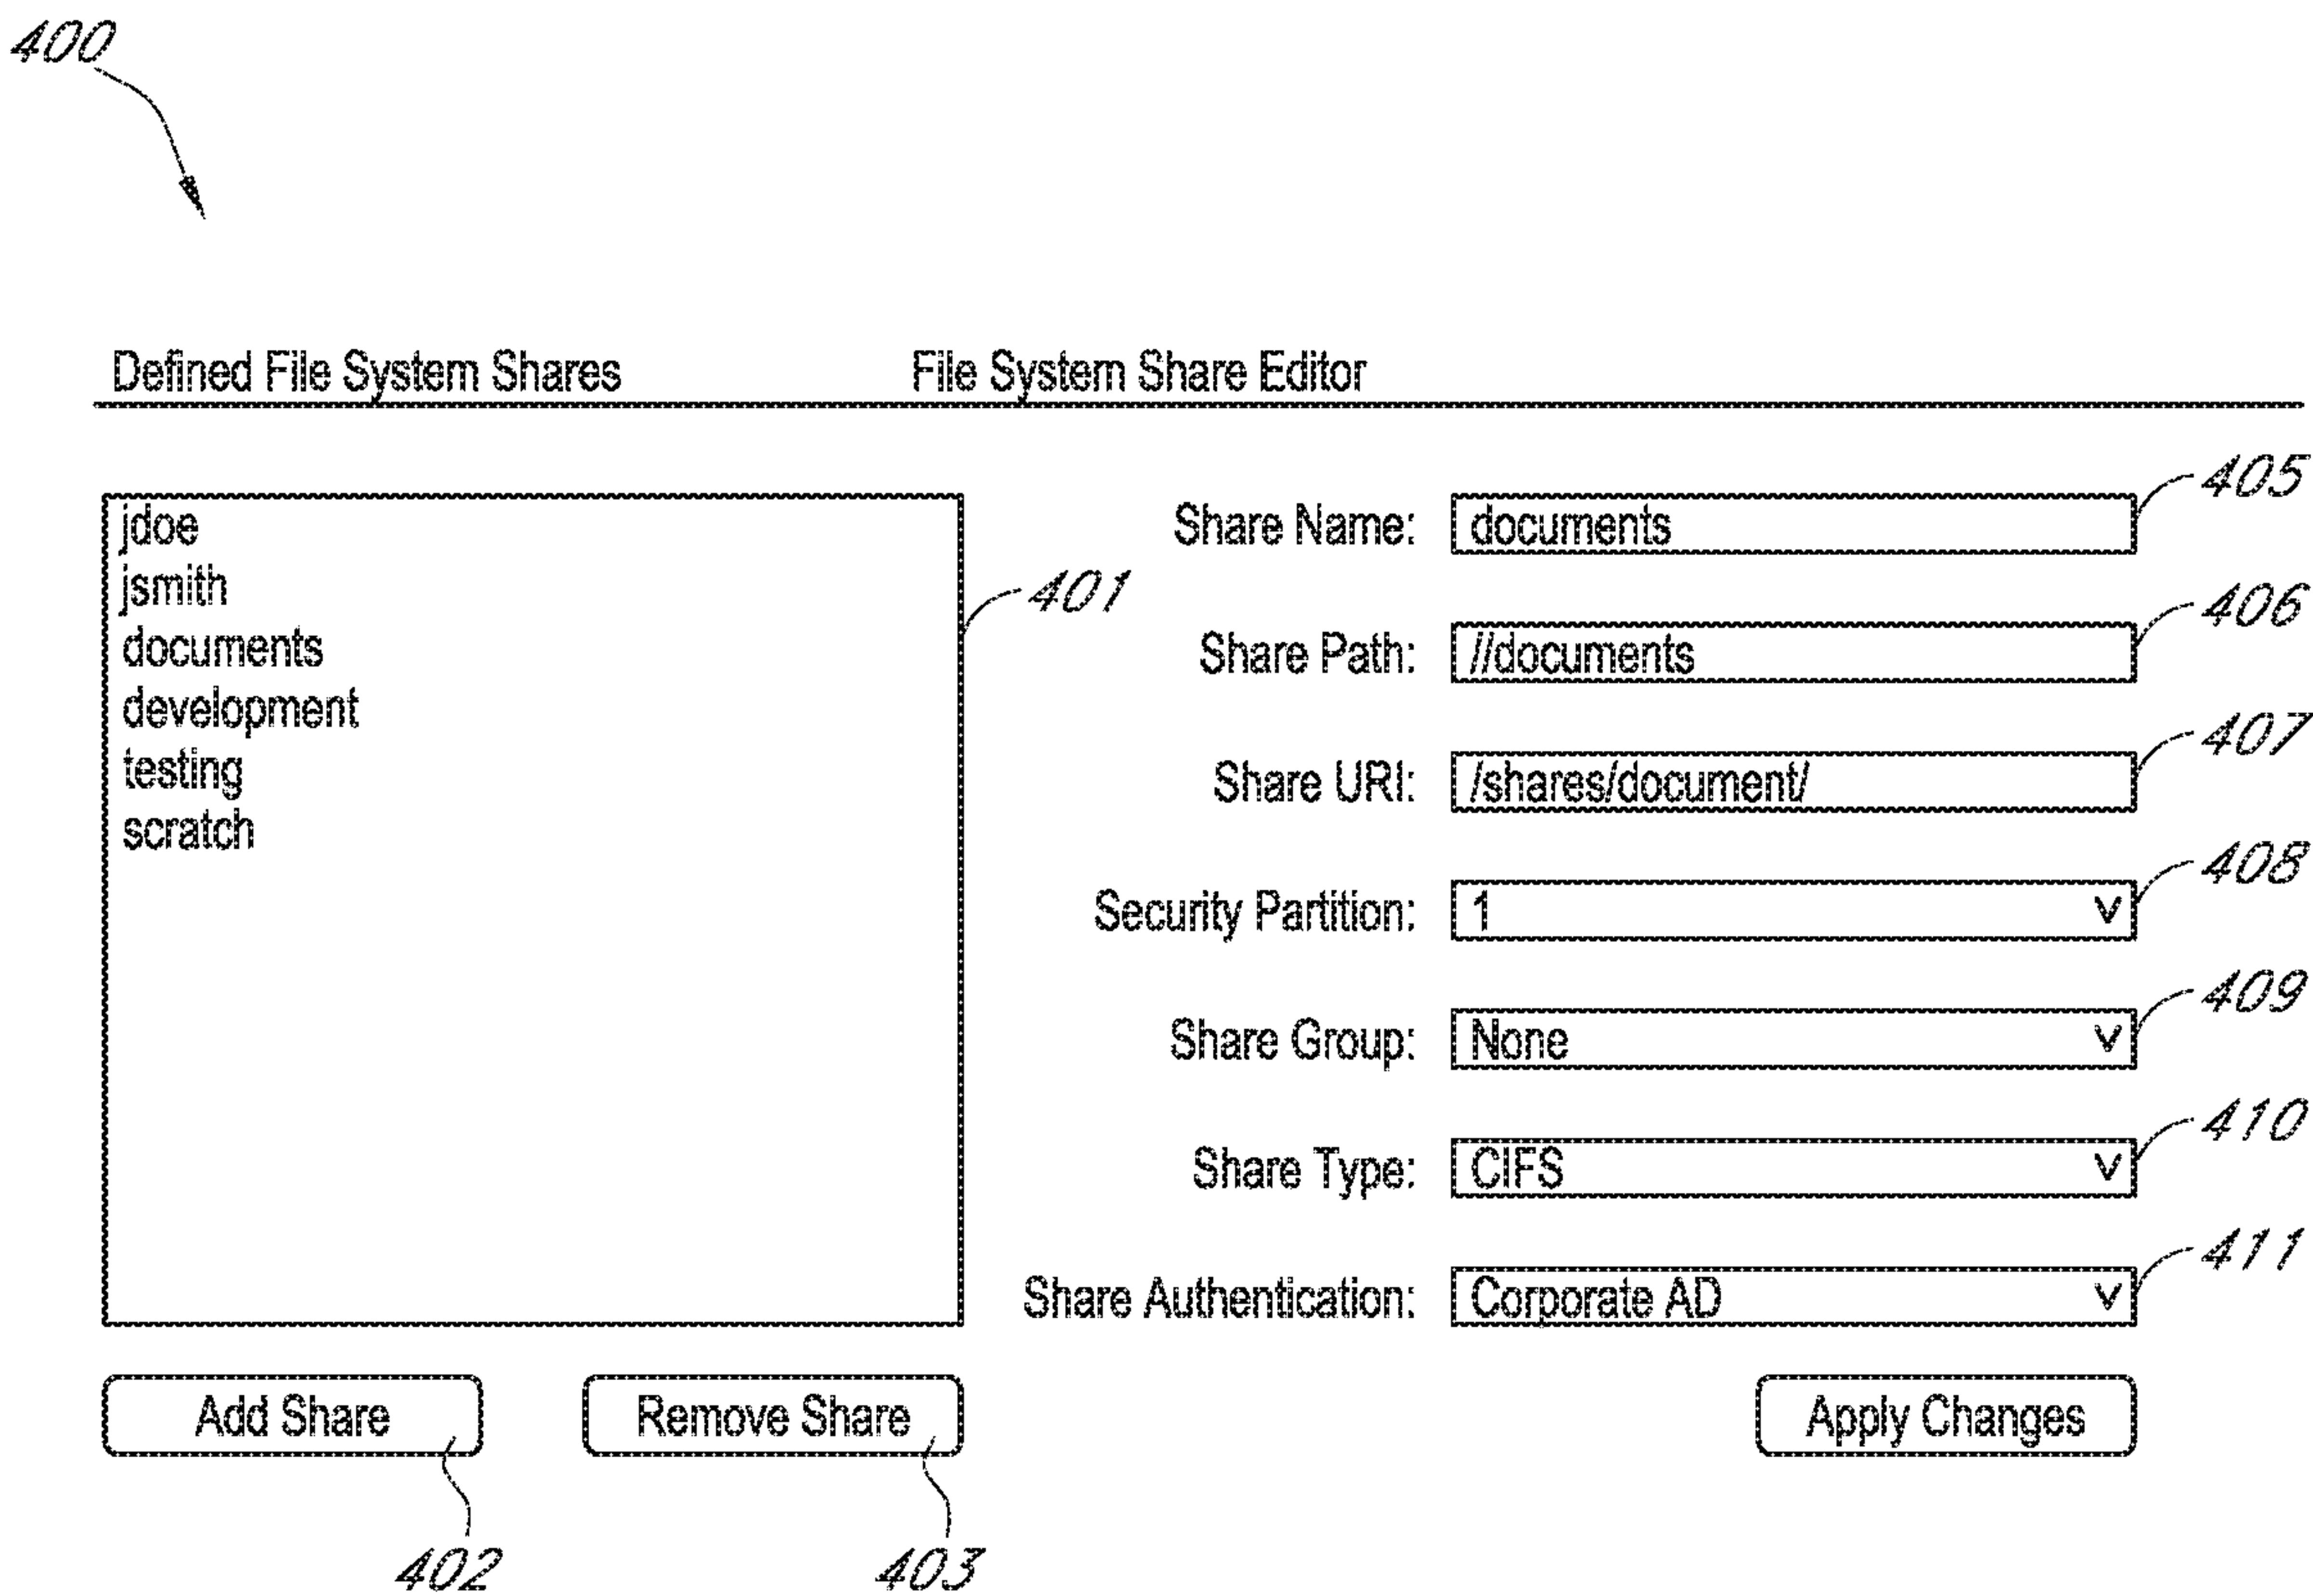 400
Defined File System Shares
File System Share Editor
jdoe
jsmith
documents
development
testing
scratch
401
Add Share
Remove Share
402
403
Share Name: documents
405
Share Path: //documents
406
Share URI: /shares/document/
407
Security Partition: 1 V
408
Share Group: None V
409
Share Type: CIFS V
410
Share Authentication: Corporate AD V
411
Apply Changes